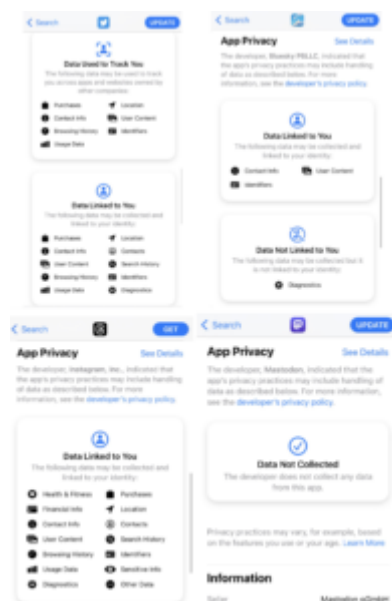 Search
UPDATE
Data Used to Track You
The following data may be used to track
you across apps and websites owned by
other companies:
Purchases
Location
Contact Info
User Content
Browsing History
Identifiers
Usage Data
Data Linked to You
The following data may be collected and
linked to your identity:
Purchases
Location
Contact Info
Contacts
User Content
Search History
Browsing History
Identifiers
Usage Data
Diagnostics
Search
UPDATE
App Privacy
See Details
The developer, Bluesky PBLLC, indicated that
the app's privacy practices may include handling
of data as described below. For more
information, see the developer's privacy policy.
Data Linked to You
The following data may be collected and
linked to your identity:
Contact Info
User Content
Identifiers
Data Not Linked to You
The following data may be collected but it
is not linked to your identity:
Diagnostics
Search
GET
App Privacy
See Details
The developer, Instagram, Inc., indicated that
the app's privacy practices may include handling
of data as described below. For more
information, see the developer's privacy policy.
Data Linked to You
The following data may be collected and
linked to your identity:
Health & Fitness
Purchases
Financial Info
Location
Contact Info
Contacts
User Content
Search History
Browsing History
Identifiers
Usage Data
Sensitive Info
Diagnostics
Other Data
Search
UPDATE
App Privacy
See Details
The developer, Mastodon, indicated that the
app's privacy practices may include handling of
data as described below. For more information,
see the developer's privacy policy.
Data Not Collected
The developer does not collect any data
from this app.
Privacy practices may vary, for example, based
on the features you use or your age. Learn More
Information
Seller
Mastodon gGmbH